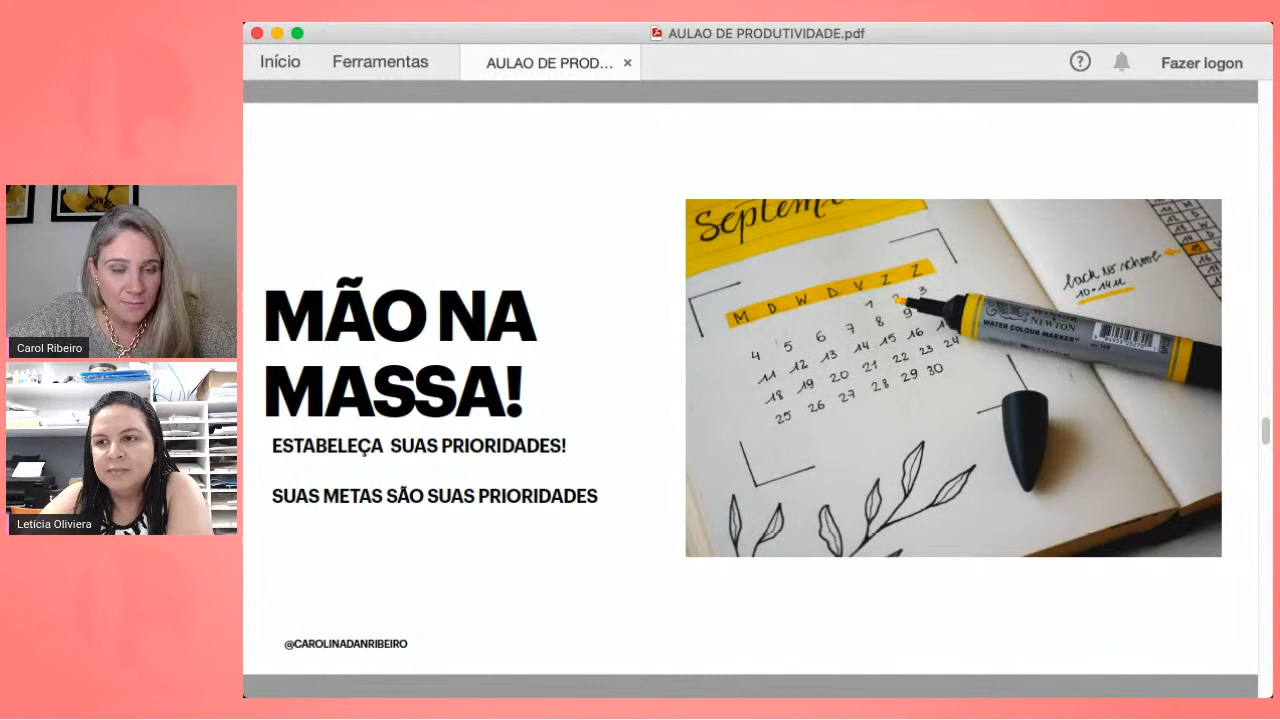 AULAO DE PRODUTIVIDADE.pdf
Início
Ferramentas
AULAO DE PROD...
×
?
Fazer logon
MÃO NA
MASSA!
ESTABELEÇA SUAS PRIORIDADES!
SUAS METAS SÃO SUAS PRIORIDADES
@CAROLINADANRIBEIRO
Carol Ribeiro
Letícia Oliviera
M D W D V Z Z
1 2 3
4 5 6 7 8 9
11 12 13 14 15 16
18 19 20 21 22 23 24
25 26 27 28 29 30
back to school
NEWTON
WATER COLOUR MARKER